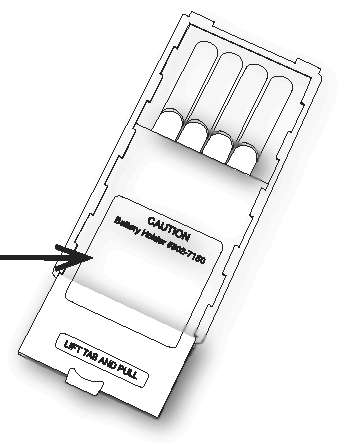 CAUTION
Battery Holder
LIFT TAB AND PULL